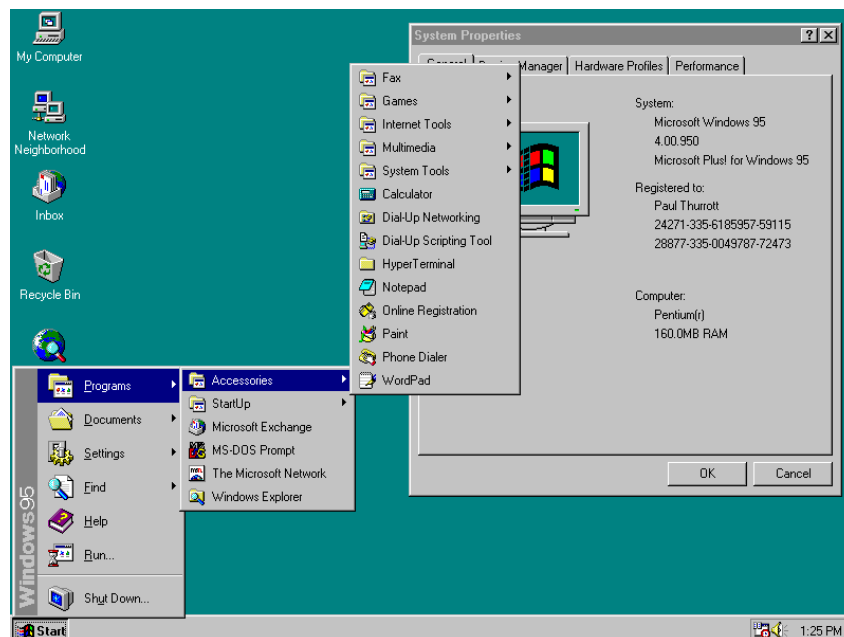 My Computer
Network
Neighborhood
Inbox
Recycle Bin
System Properties
Manager
Hardware Profiles
Performance
System:
Microsoft Windows 95
4.00.950
Microsoft Plus! for Windows 95
Registered to:
Paul Thurrott
24271-335-6185957-59115
28877-335-0049787-72473
Computer:
Pentium(r)
160.0MB RAM
OK
Cancel
Fax
Games
Internet Tools
Multimedia
System Tools
Calculator
Dial-Up Networking
Dial-Up Scripting Tool
HyperTerminal
Notepad
Online Registration
Paint
Phone Dialer
WordPad
Accessories
StartUp
Microsoft Exchange
MS-DOS Prompt
The Microsoft Network
Windows Explorer
Programs
Documents
Settings
Find
Help
Run...
Shut Down...
Windows95
Start
1:25 PM